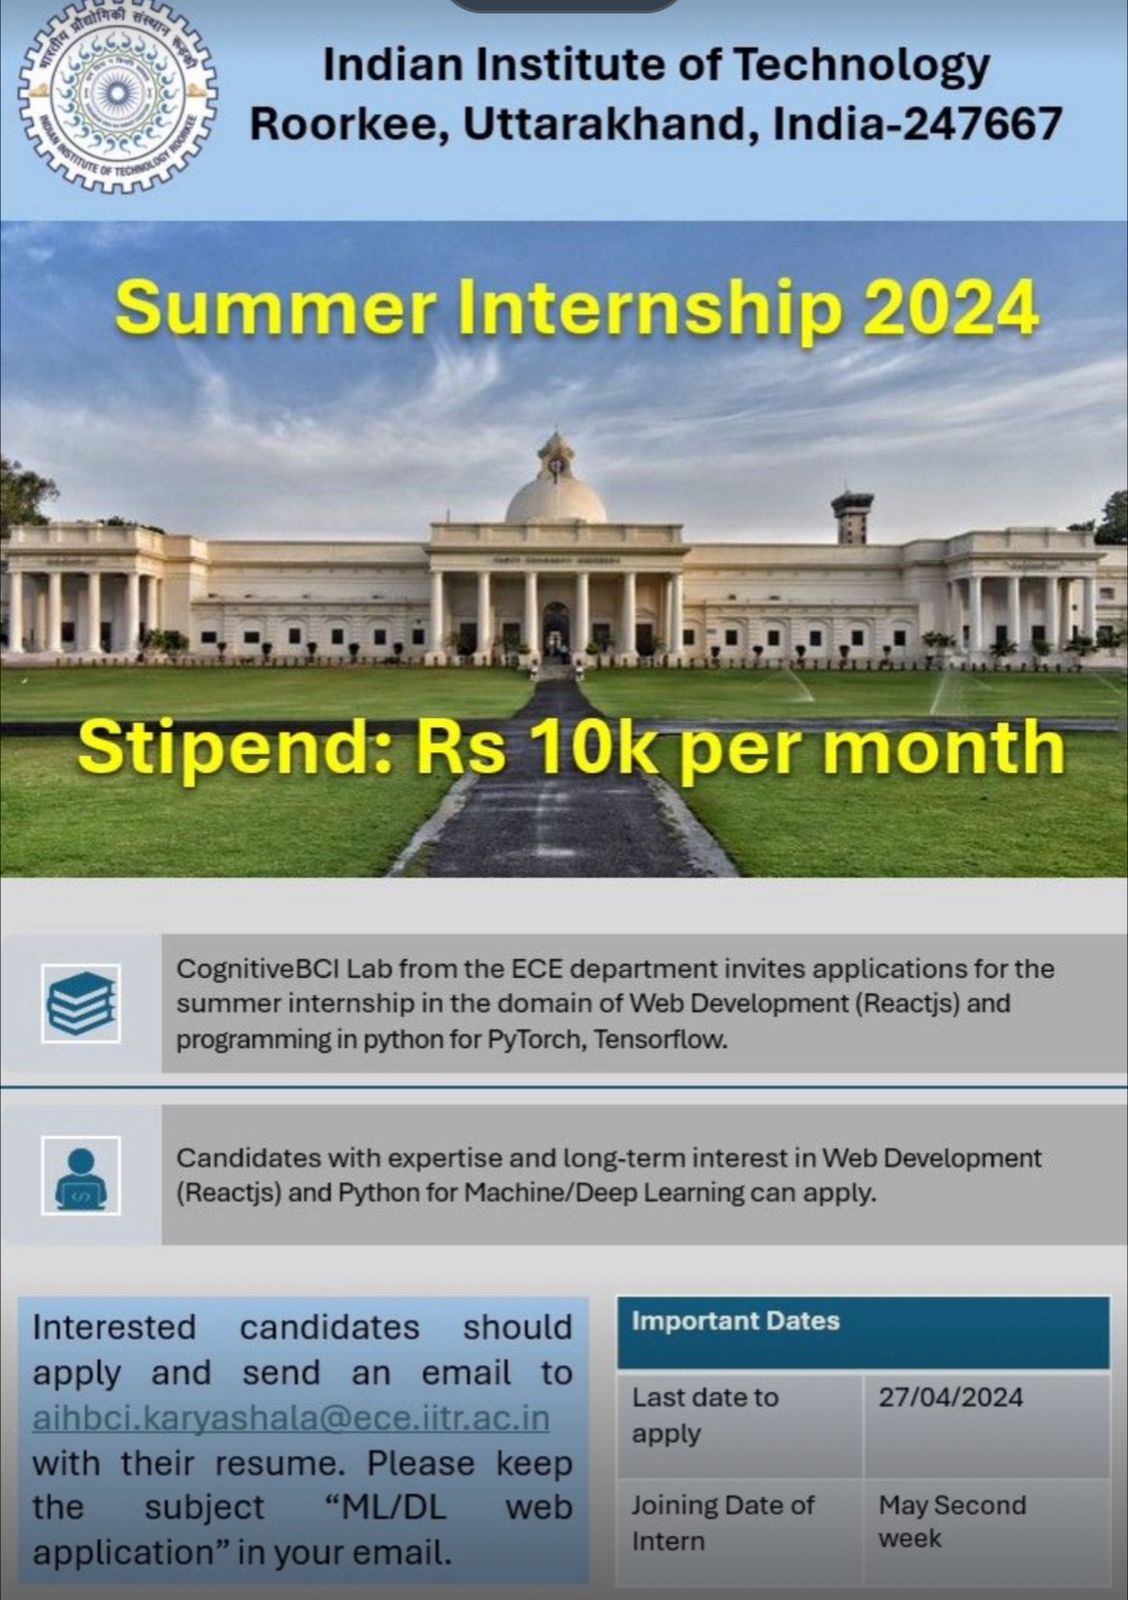 भारतीय प्रौद्योगिकी संस्थान रूड़की
INDIAN INSTITUTE OF TECHNOLOGY ROORKEE
Indian Institute of Technology
Roorkee, Uttarakhand, India-247667
Summer Internship 2024
Stipend: Rs 10k per month
CognitiveBCI Lab from the ECE department invites applications for the
summer internship in the domain of Web Development (Reactjs) and
programming in python for PyTorch, Tensorflow.
Candidates with expertise and long-term interest in Web Development
(Reactjs) and Python for Machine/Deep Learning can apply.
Interested candidates should
apply and send an email to
aihbci.karyashala@ece.iitr.ac.in
with their resume. Please keep
the subject “ML/DL web
application” in your email.
Important Dates
Last date to
apply
27/04/2024
Joining Date of
Intern
May Second
week